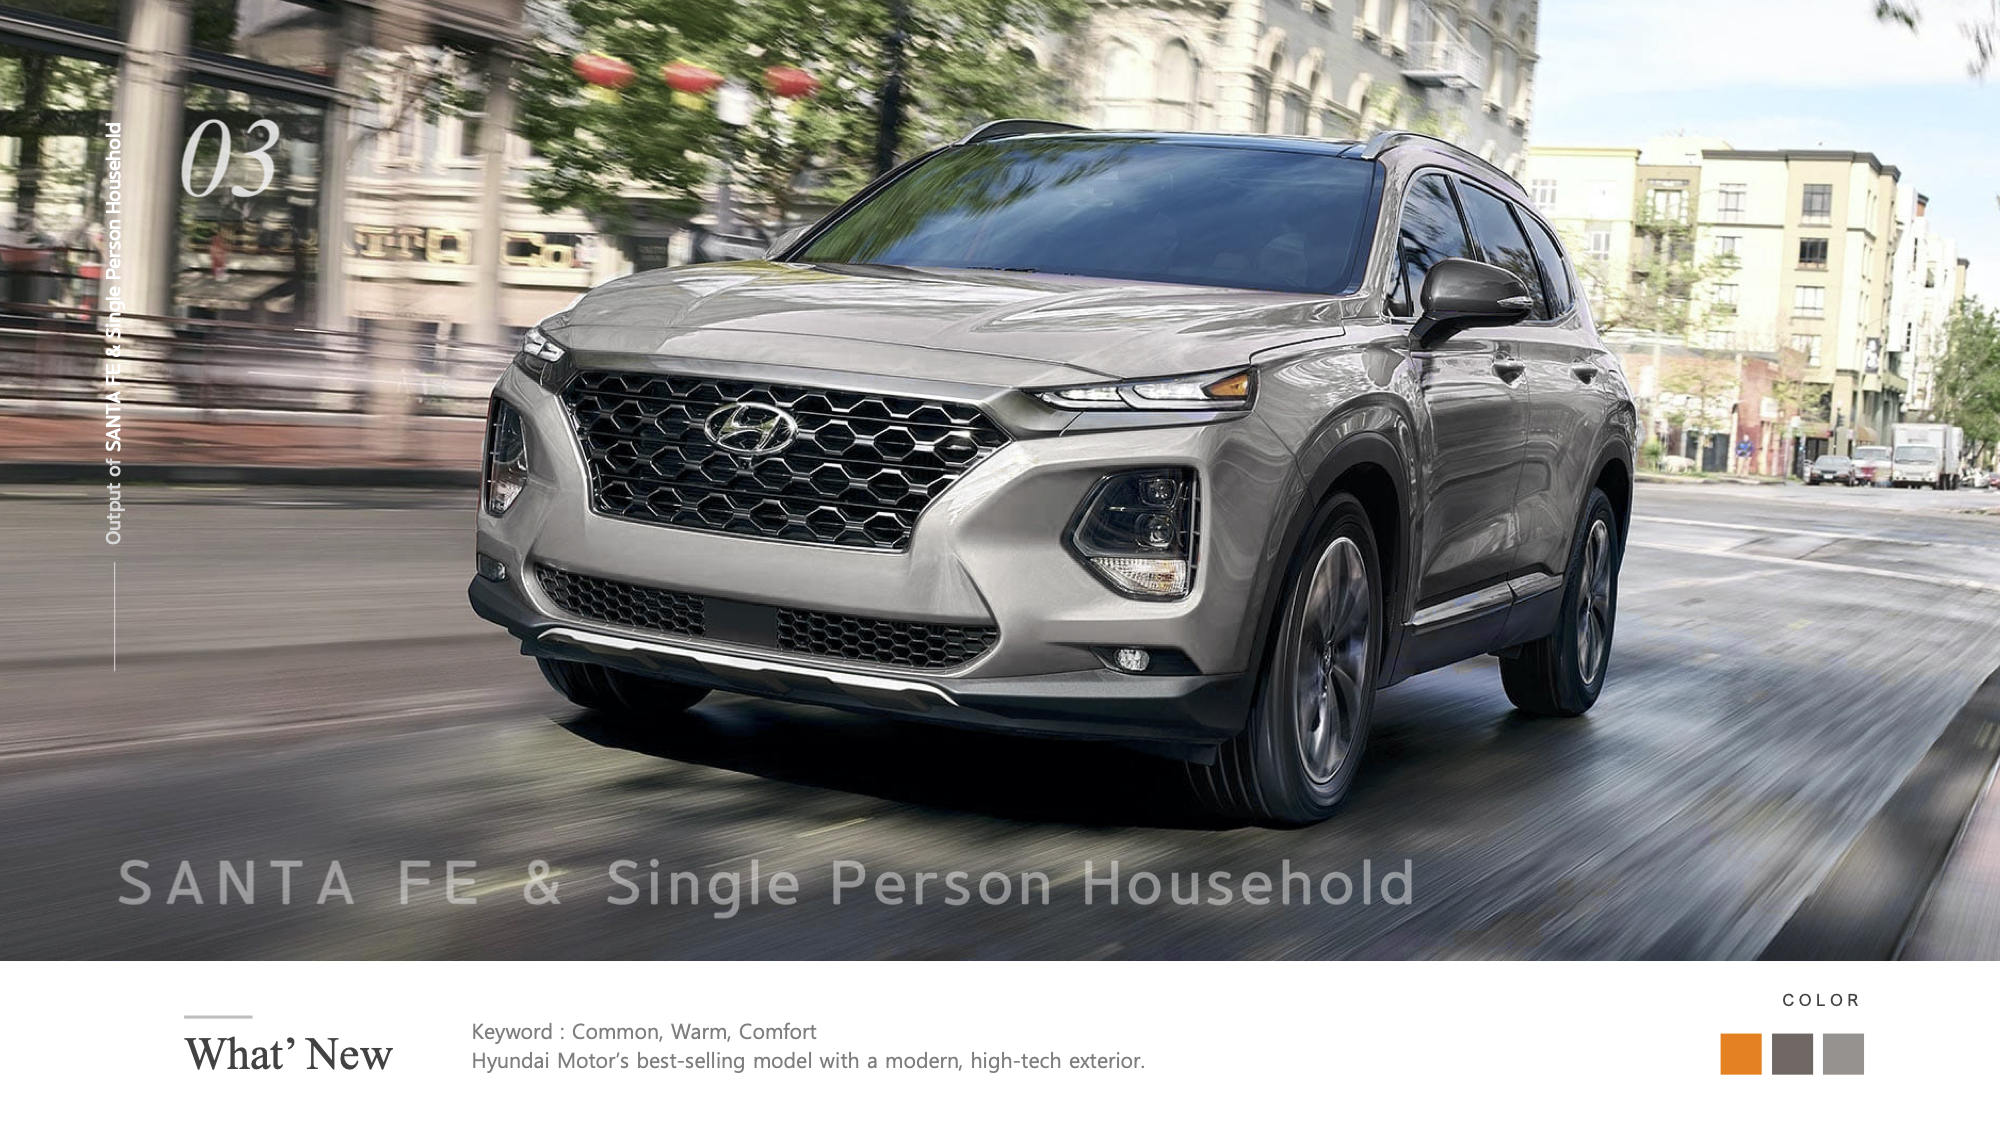 03
Output of SANTA FE & Single Person Household
SANTA FE & Single Person Household
What’ New
Keyword : Common, Warm, Comfort
Hyundai Motor’s best-selling model with a modern, high-tech exterior.
COLOR